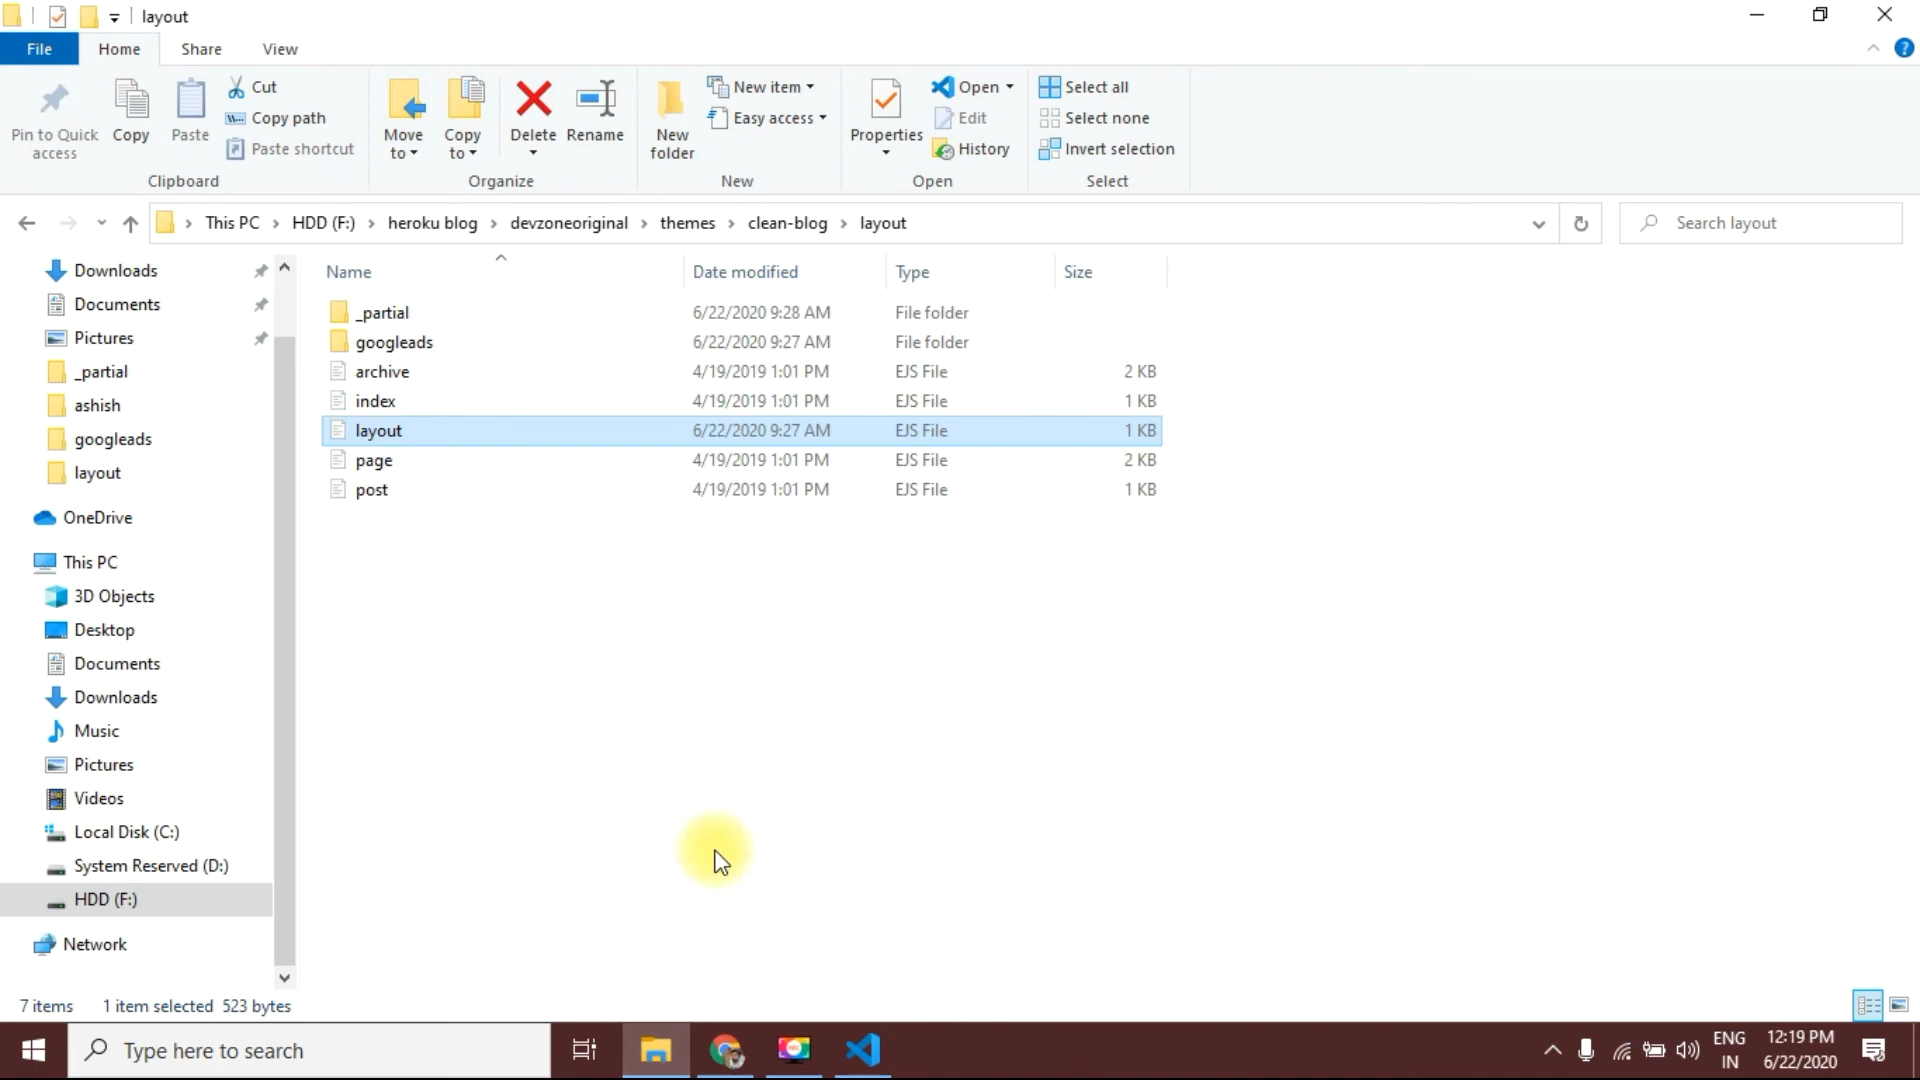 layout
File Home Share View
Pin to Quick access
Copy
Paste
Cut
Copy path
Paste shortcut
Clipboard
Move to
Copy to
Delete
Rename
Organize
New folder
New item
Easy access
New
Properties
Open
Edit
History
Open
Select all
Select none
Invert selection
Select
This PC HDD (F:) heroku blog devzoneoriginal themes clean-blog layout
Search layout
Downloads
Documents
Pictures
_partial
ashish
googleads
layout
OneDrive
This PC
3D Objects
Desktop
Documents
Downloads
Music
Pictures
Videos
Local Disk (C:)
System Reserved (D:)
HDD (F:)
Network
Name Date modified Type Size
_partial 6/22/2020 9:28 AM File folder
googleads 6/22/2020 9:27 AM File folder
archive 4/19/2019 1:01 PM EJS File 2 KB
index 4/19/2019 1:01 PM EJS File 1 KB
layout 6/22/2020 9:27 AM EJS File 1 KB
page 4/19/2019 1:01 PM EJS File 2 KB
post 4/19/2019 1:01 PM EJS File 1 KB
7 items 1 item selected 523 bytes
Type here to search
ENG
IN
12:19 PM
6/22/2020